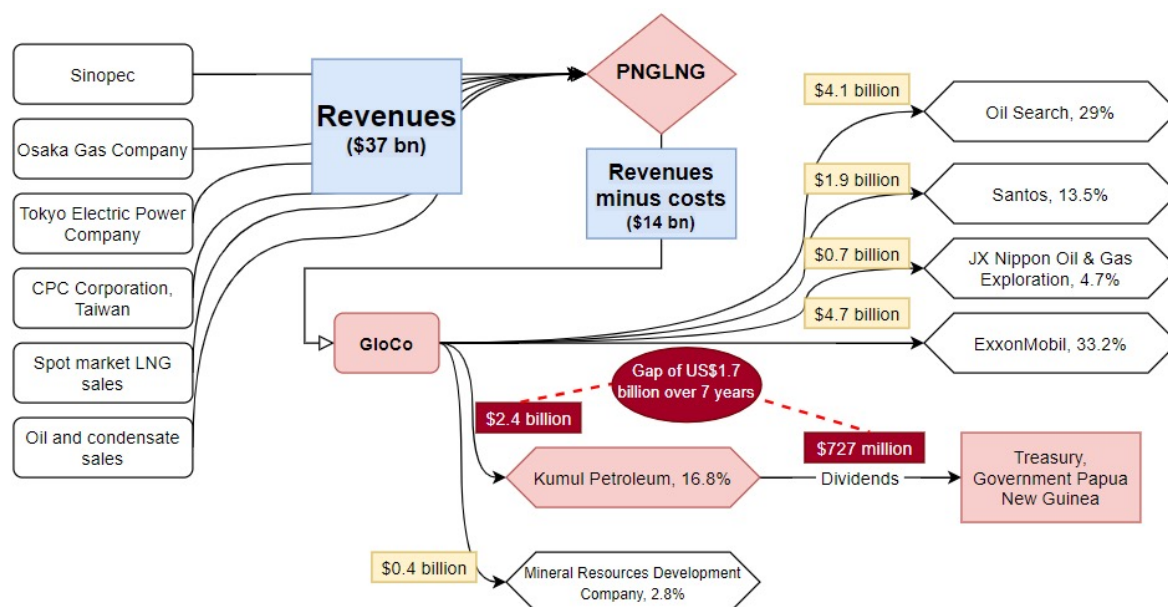 Sinopec
Osaka Gas Company
Tokyo Electric Power
Company
CPC Corporation,
Taiwan
Spot market LNG
sales
Oil and condensate
sales
Revenues
($37 bn)
PNGLNG
Revenues
minus costs
($14 bn)
GloCo
$4.1 billion
Oil Search, 29%
$1.9 billion
Santos, 13.5%
$0.7 billion
JX Nippon Oil & Gas
Exploration, 4.7%
$4.7 billion
ExxonMobil, 33.2%
Gap of US$1.7
billion over 7 years
$2.4 billion
$727 million
Kumul Petroleum, 16.8%
Dividends
Treasury,
Government Papua
New Guinea
$0.4 billion
Mineral Resources Development
Company, 2.8%